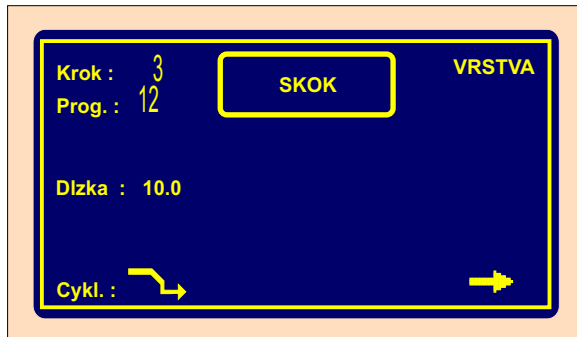 Krok : 3
SKOK
VRSTVA
Prog. : 12
Dlzka : 10.0
Cykl. :